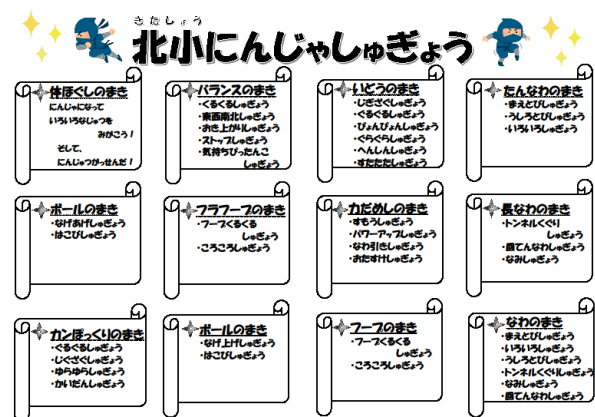 きたしょう
北小にんじゃしゅぎょう
体ほぐしのまき
にんじゃになって
いろいろなじゅつを
みがこう！
そして、
にんじゅつがっせんだ！
バランスのまき
・くるくるしゅぎょう
・東西南北しゅぎょう
・おき上がりしゅぎょう
・ストップしゅぎょう
・気持ちぴったんこ
しゅぎょう
いどうのまき
・じぎざぐしゅぎょう
・ぐるぐるしゅぎょう
・ぴょんぴょんしゅぎょう
・ぐらぐらしゅぎょう
・へんしんしゅぎょう
・すたたたしゅぎょう
たんなわのまき
・まえとびしゅぎょう
・うしろとびしゅぎょう
・いろいろしゅぎょう
ボールのまき
・なげあげしゅぎょう
・はこびしゅぎょう
フラフープのまき
・フープくるくる
しゅぎょう
・ころころしゅぎょう
力だめしのまき
・すもうしゅぎょう
・パワーアップしゅぎょう
・なわ引きしゅぎょう
・おたすけしゅぎょう
長なわのまき
・トンネルくぐり
しゅぎょう
・回てんなわしゅぎょう
・なみしゅぎょう
カンぽっくりのまき
・ぐるぐるしゅぎょう
・じぐざぐしゅぎょう
・ゆらゆらしゅぎょう
・かいだんしゅぎょう
ボールのまき
・なげ上げしゅぎょう
・はこびしゅぎょう
フープのまき
・フープくるくる
しゅぎょう
・ころころしゅぎょう
なわのまき
・まえとびしゅぎょう
・いろいろしゅぎょう
・うしろとびしゅぎょう
・トンネルくぐりしゅぎょう
・なみしゅぎょう
・回てんなわしゅぎょう